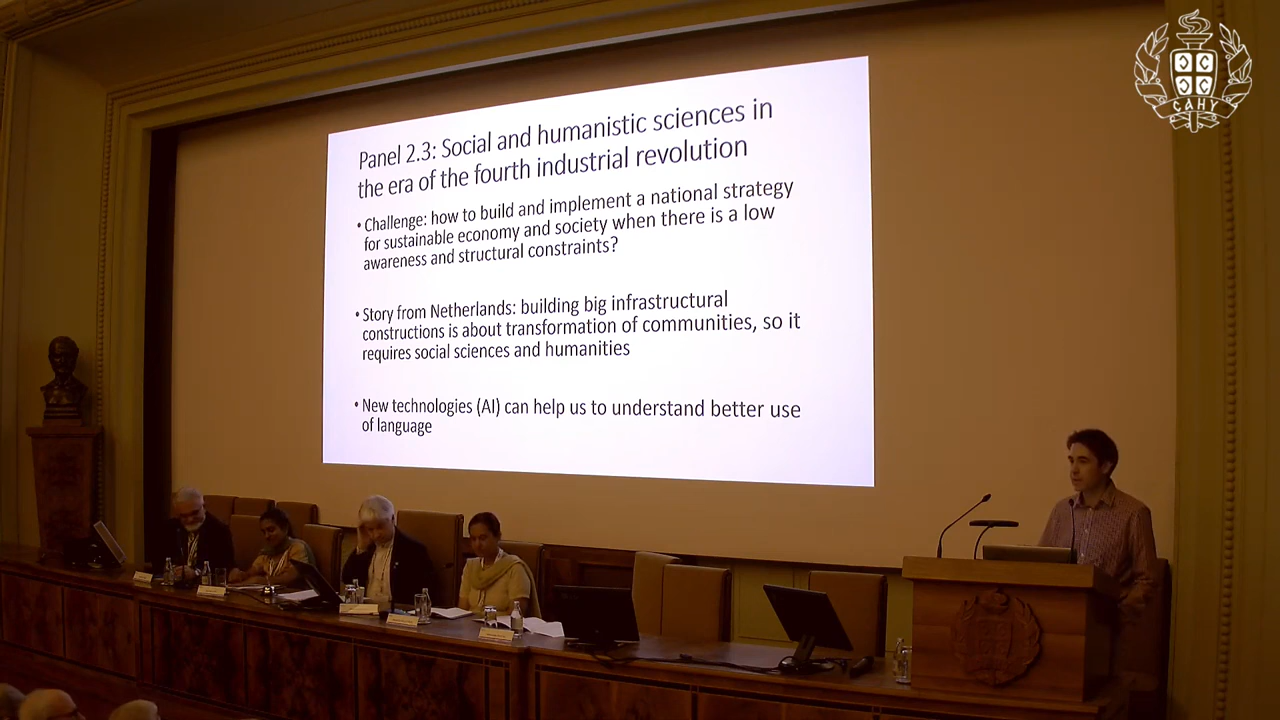 Panel 2.3: Social and humanistic sciences in
the era of the fourth industrial revolution
• Challenge: how to build and implement a national strategy
for sustainable economy and society when there is a low
awareness and structural constraints?
• Story from Netherlands: building big infrastructural
constructions is about transformation of communities, so it
requires social sciences and humanities
• New technologies (AI) can help us to understand better use
of language
САНУ